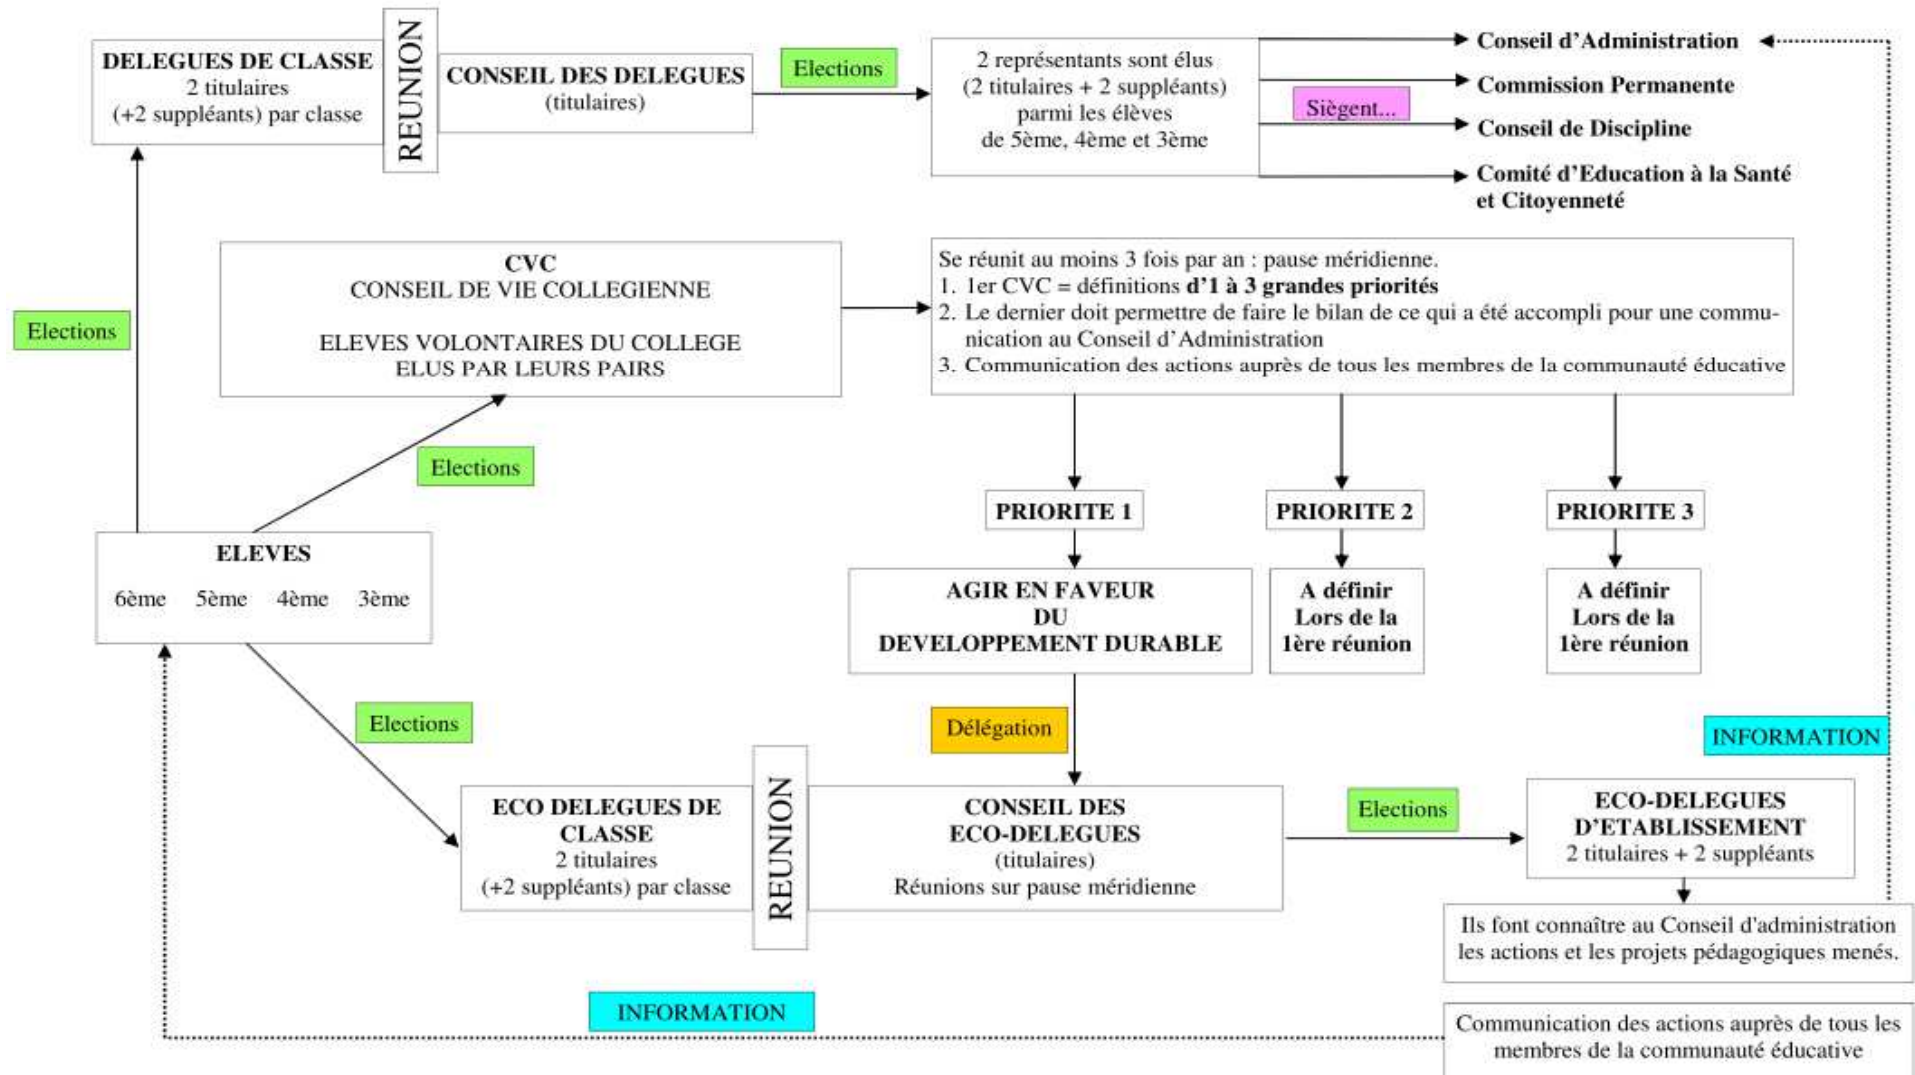 DELEGUES DE CLASSE
2 titulaires
(+2 suppléants) par classe
REUNION
CONSEIL DES DELEGUES
(titulaires)
Elections
2 représentants sont élus
(2 titulaires + 2 suppléants)
parmi les élèves
de 5ème, 4ème et 3ème
Siègent...
Conseil d'Administration
Commission Permanente
Conseil de Discipline
Comité d'Education à la Santé
et Citoyenneté
Elections
CVC
CONSEIL DE VIE COLLEGIENNE
ELEVES VOLONTAIRES DU COLLEGE
ELUS PAR LEURS PAIRS
Se réunit au moins 3 fois par an : pause méridienne.
1. 1er CVC = définitions d'1 à 3 grandes priorités
2. Le dernier doit permettre de faire le bilan de ce qui a été accompli pour une commu-
nication au Conseil d'Administration
3. Communication des actions auprès de tous les membres de la communauté éducative
Elections
ELEVES
6ème 5ème 4ème 3ème
PRIORITE 1
PRIORITE 2
PRIORITE 3
AGIR EN FAVEUR
DU
DEVELOPPEMENT DURABLE
A définir
Lors de la
1ère réunion
A définir
Lors de la
1ère réunion
Elections
Délégation
INFORMATION
ECO DELEGUES DE
CLASSE
2 titulaires
(+2 suppléants) par classe
REUNION
CONSEIL DES
ECO-DELEGUES
(titulaires)
Réunions sur pause méridienne
Elections
ECO-DELEGUES
D'ETABLISSEMENT
2 titulaires + 2 suppléants
Ils font connaître au Conseil d'administration
les actions et les projets pédagogiques menés.
INFORMATION
Communication des actions auprès de tous les
membres de la communauté éducative